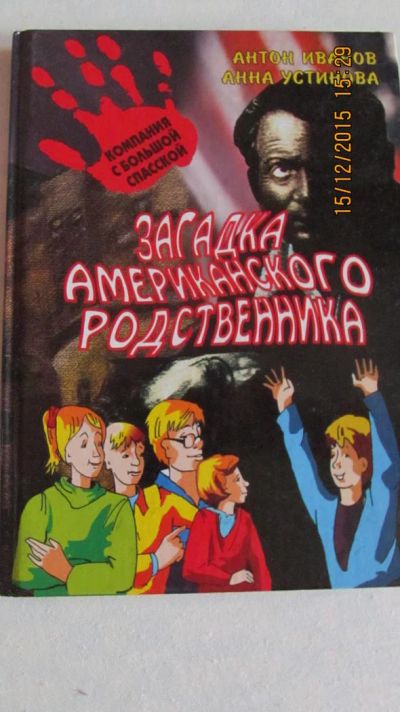 АНТОН ИВАНОВ
АННА УСТИНОВА
КОМПАНИЯ
С БОЛЬШОЙ
СПАССКОЙ
ЗАГАДКА
АМЕРИКАНСКОГО
РОДСТВЕННИКА
15/12/2015 15:29